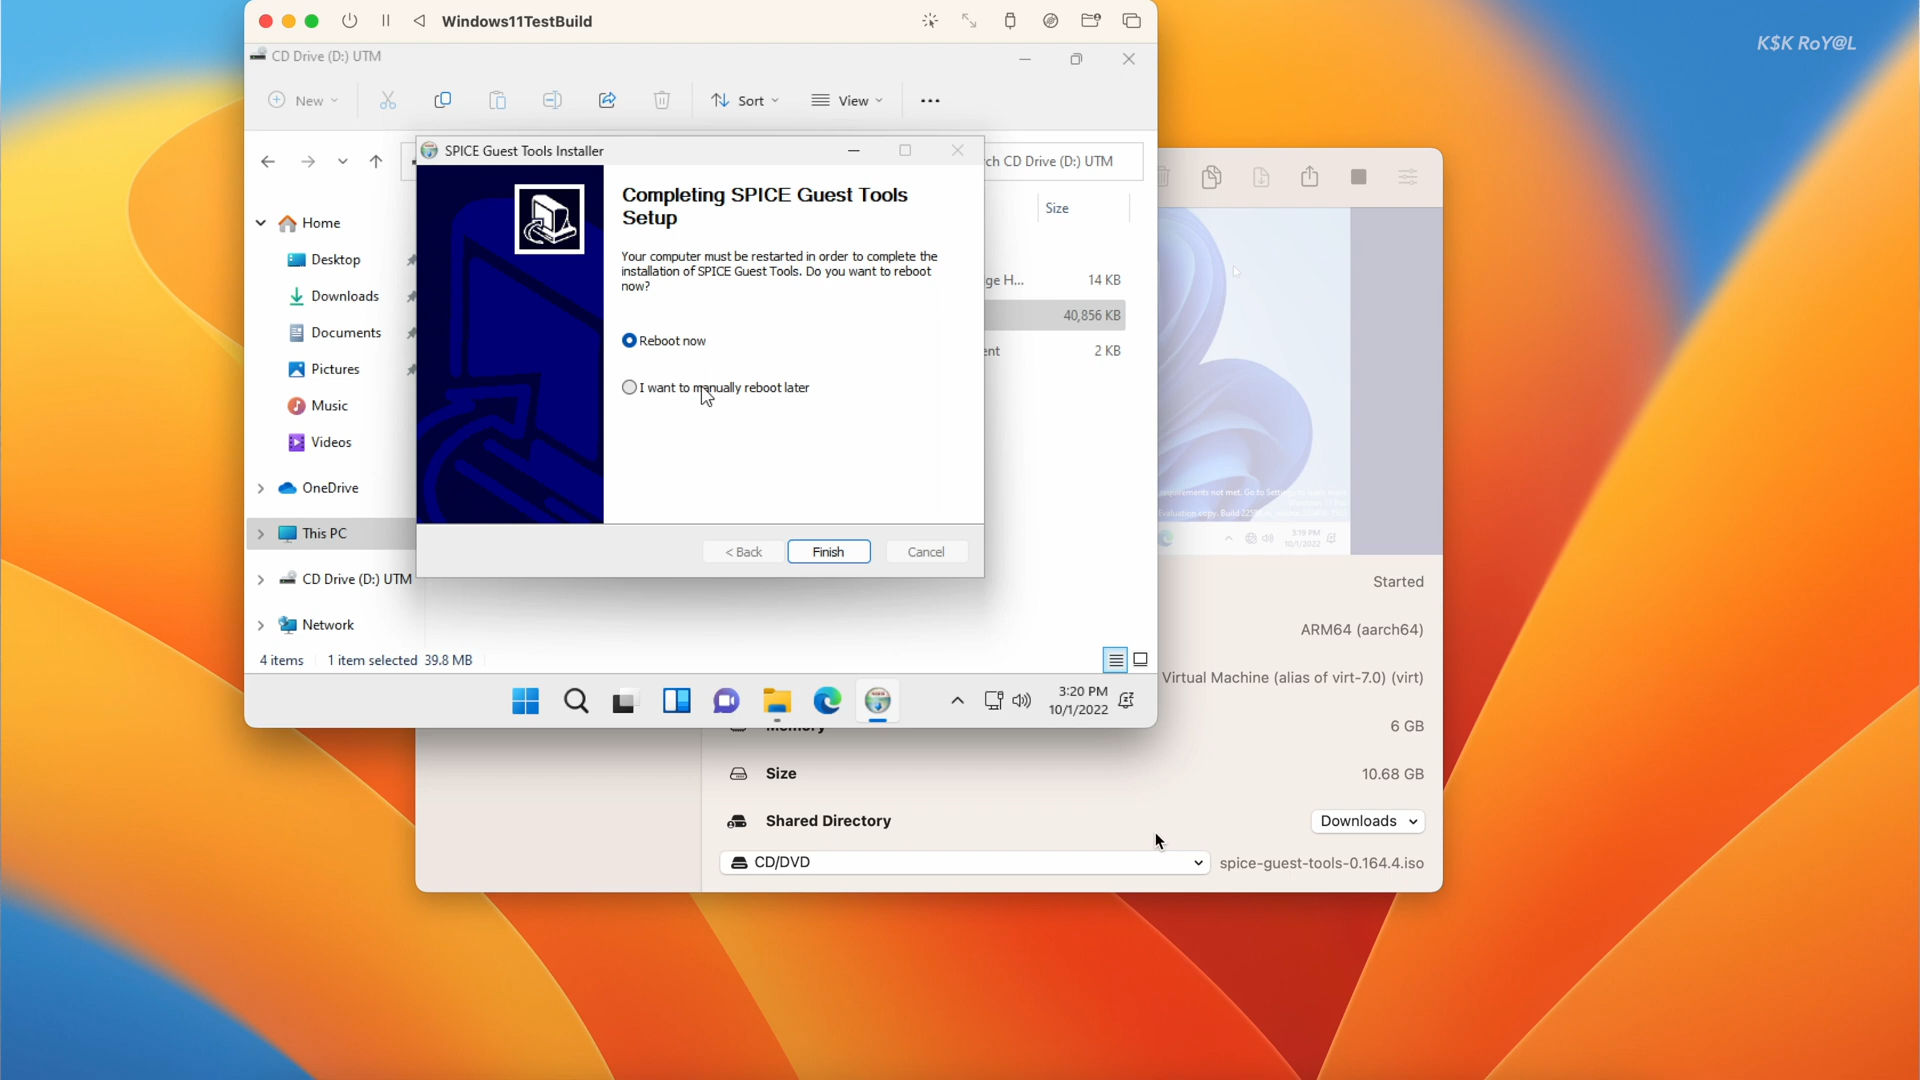 Windows11TestBuild
K$K RoY@L
CD Drive (D:) UTM
New
Sort
View
SPICE Guest Tools Installer
ch CD Drive (D:) UTM
Completing SPICE Guest Tools
Setup
Size
Home
Your computer must be restarted in order to complete the
installation of SPICE Guest Tools. Do you want to reboot
now?
Desktop
ge H... 14 KB
Downloads
40,856 KB
Documents
Reboot now
ent 2 KB
Pictures
I want to manually reboot later
Music
Videos
OneDrive
This PC
3:19 PM
10/1/2022
< Back Finish Cancel
CD Drive (D:) UTM
Started
Network
ARM64 (aarch64)
4 items 1 item selected 39.8 MB
Virtual Machine (alias of virt-7.0) (virt)
3:20 PM
10/1/2022
Memory 6 GB
Size 10.68 GB
Shared Directory Downloads
CD/DVD spice-guest-tools-0.164.4.iso